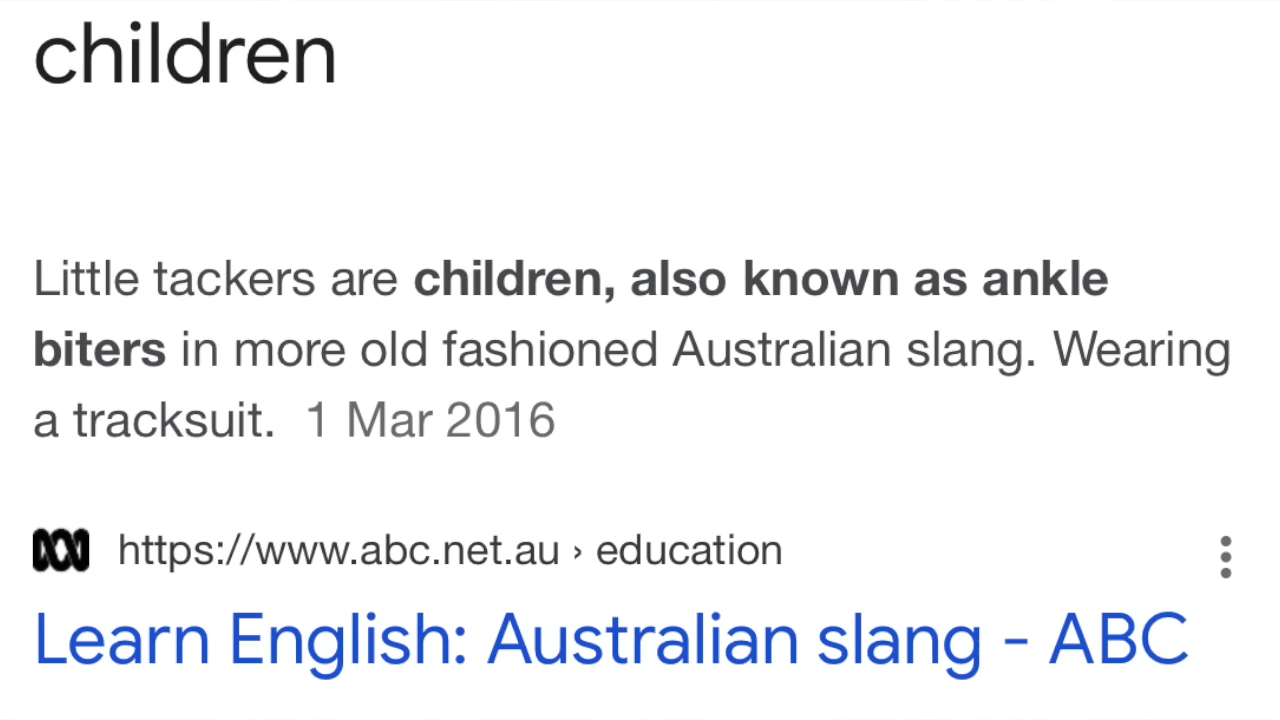 children
Little tackers are children, also known as ankle
biters in more old fashioned Australian slang. Wearing
a tracksuit. 1 Mar 2016
https://www.abc.net.au › education
Learn English: Australian slang - ABC